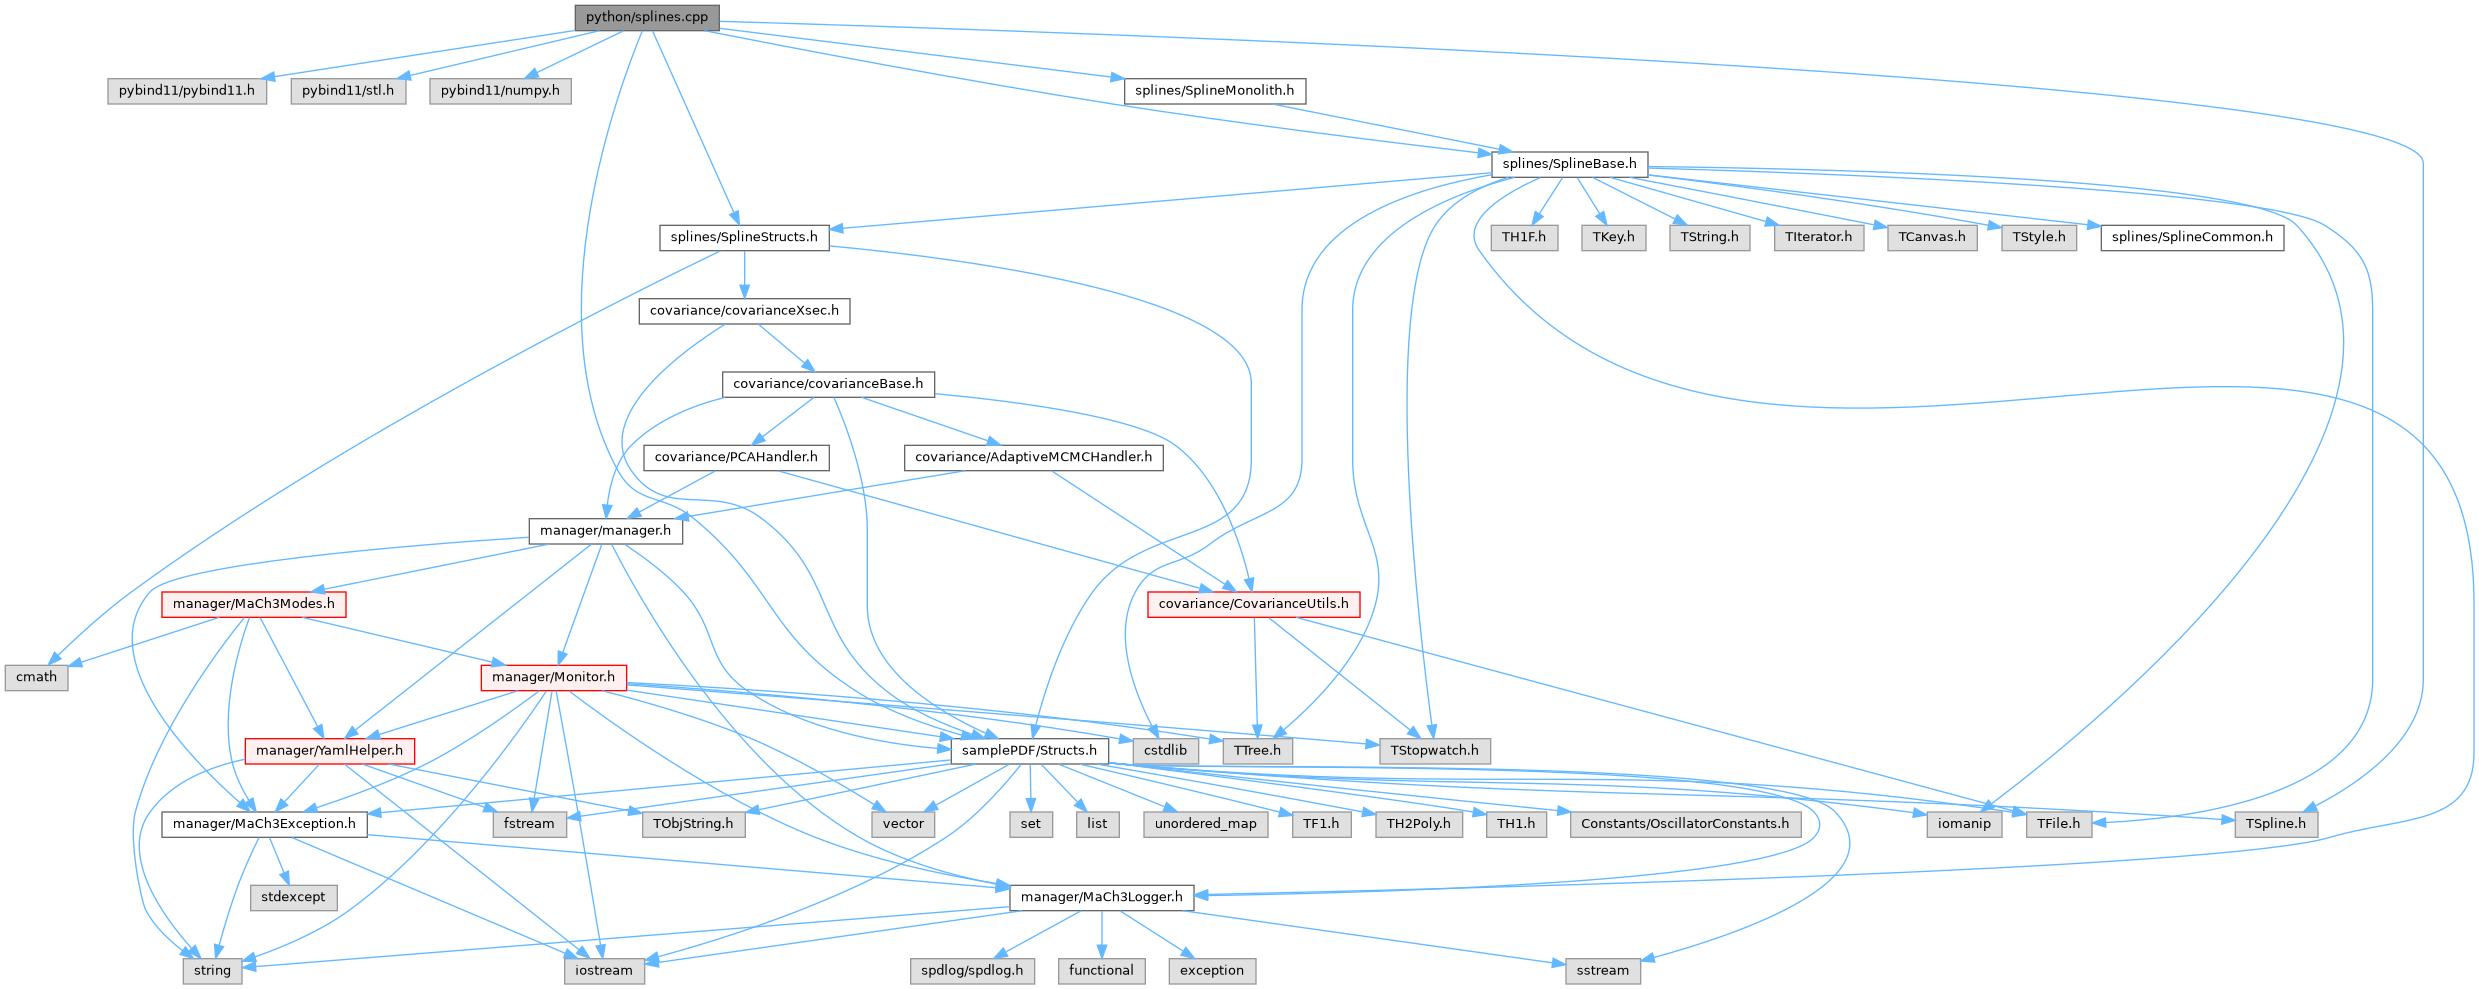 python/splines.cpp
pybind11/pybind11.h
pybind11/stl.h
pybind11/numpy.h
splines/SplineMonolith.h
splines/SplineBase.h
splines/SplineStructs.h
TH1F.h
TKey.h
TString.h
TIterator.h
TCanvas.h
TStyle.h
splines/SplineCommon.h
covariance/covarianceXsec.h
covariance/covarianceBase.h
covariance/PCAHandler.h
covariance/AdaptiveMCMCHandler.h
manager/manager.h
manager/MaCh3Modes.h
covariance/CovarianceUtils.h
cmath
manager/Monitor.h
manager/YamlHelper.h
samplePDF/Structs.h
cstdlib
TTree.h
TStopwatch.h
manager/MaCh3Exception.h
fstream
TObjString.h
vector
set
list
unordered_map
TF1.h
TH2Poly.h
TH1.h
Constants/OscillatorConstants.h
iomanip
TFile.h
TSpline.h
stdexcept
manager/MaCh3Logger.h
string
iostream
spdlog/spdlog.h
functional
exception
sstream